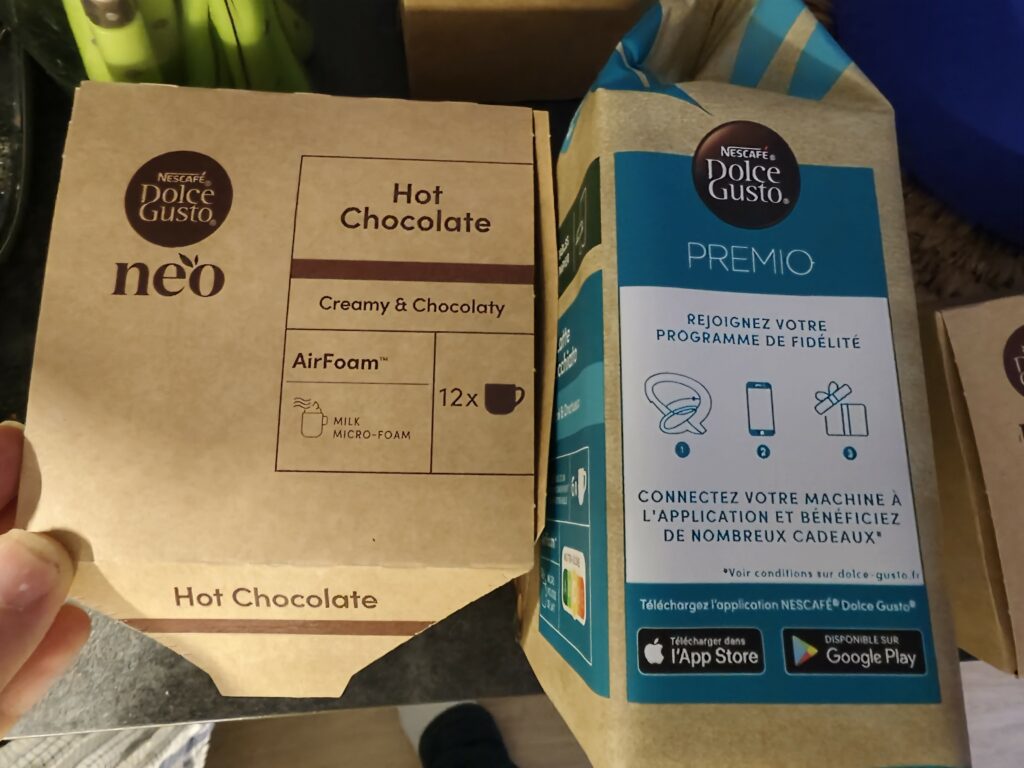 NESCAFÉ®
DOLCE
GUSTO®
neo
Hot
Chocolate
Creamy & Chocolaty
AirFoam™
MILK
MICRO-FOAM
12x
Hot Chocolate
NESCAFÉ®
Dolce
Gusto®
PREMIO
REJOIGNEZ VOTRE
PROGRAMME DE FIDÉLITÉ
1
2
3
CONNECTEZ VOTRE MACHINE À
L'APPLICATION ET BÉNÉFICIEZ
DE NOMBREUX CADEAUX*
*Voir conditions sur dolce-gusto.fr
Téléchargez l'application NESCAFÉ® Dolce Gusto®
Télécharger dans
l'App Store
DISPONIBLE SUR
Google Play